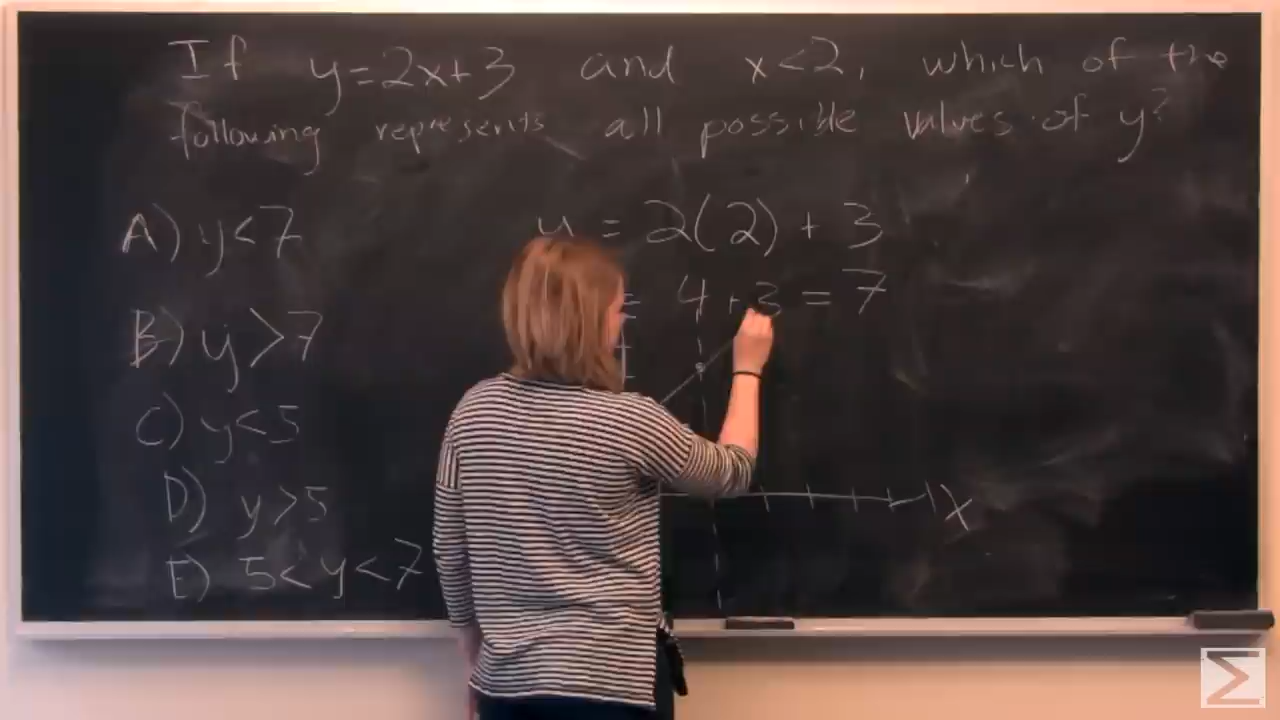 If y=2x+3 and x<2, which of the
following represents all possible values of y?
A) y<7
B) y>7
C) y<5
D) y>5
E) 5<y<7
y = 2(2) + 3
= 4+3 = 7
X
Σ